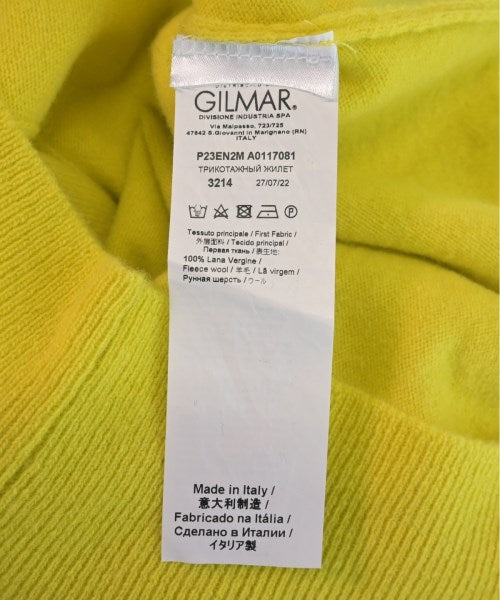 GILMAR®
DIVISIONE INDUSTRIA SPA
Via Malpasso, 723/725
47842 S.Giovanni in Marignano (RN)
ITALY
P23EN2M A0117081
ТРИКОТАЖНЫЙ ЖИЛЕТ
3214 27/07/22
Tessuto principale / First Fabric /
外层面料 / Tecido principal /
Первая ткань / 表生地:
100% Lana Vergine /
Fleece wool / 羊毛 / Lã virgem /
Рунная шерсть / ウール
Made in Italy /
意大利制造 /
Fabricado na Itália /
Сделано в Италии /
イタリア製